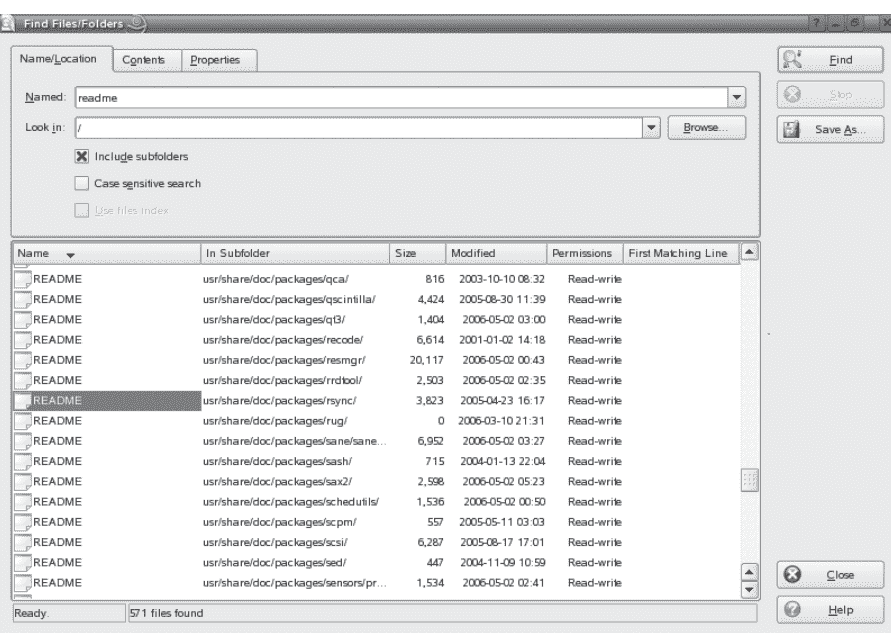 Find Files/Folders
Name/Location Contents Properties
Named: readme
Look in: / Browse...
Include subfolders
Case sensitive search
Use files index
Find
Stop
Save As...
Name In Subfolder Size Modified Permissions First Matching Line
README usr/share/doc/packages/qca/ 816 2003-10-10 08:32 Read-write
README usr/share/doc/packages/qscintilla/ 4,424 2005-08-30 11:39 Read-write
README usr/share/doc/packages/qt3/ 1,404 2006-05-02 03:00 Read-write
README usr/share/doc/packages/recode/ 6,614 2001-01-02 14:18 Read-write
README usr/share/doc/packages/resmgr/ 20,117 2006-05-02 00:43 Read-write
README usr/share/doc/packages/rrdtool/ 2,503 2006-05-02 02:35 Read-write
README usr/share/doc/packages/rsync/ 3,823 2005-04-23 16:17 Read-write
README usr/share/doc/packages/rug/ 0 2006-03-10 21:31 Read-write
README usr/share/doc/packages/sane/sane... 6,952 2006-05-02 03:27 Read-write
README usr/share/doc/packages/sash/ 715 2004-01-13 22:04 Read-write
README usr/share/doc/packages/sax2/ 2,598 2006-05-02 05:23 Read-write
README usr/share/doc/packages/schedutils/ 1,536 2006-05-02 00:50 Read-write
README usr/share/doc/packages/scpm/ 557 2005-05-11 03:03 Read-write
README usr/share/doc/packages/scsi/ 6,287 2005-08-17 17:01 Read-write
README usr/share/doc/packages/sed/ 447 2004-11-09 10:59 Read-write
README usr/share/doc/packages/sensors/pr... 1,534 2006-05-02 02:41 Read-write
Close
Help
Ready. 571 files found